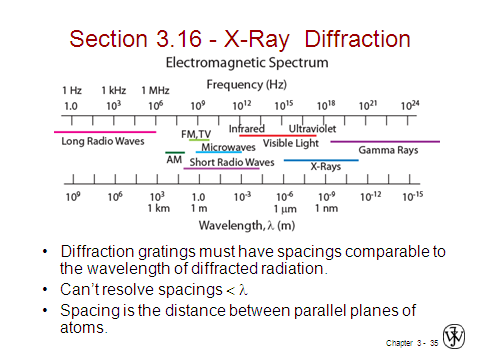 Section 3.16 - X-Ray Diffraction
Electromagnetic Spectrum
Frequency (Hz)
1 Hz 1 kHz 1 MHz
1.0 10³ 10⁶ 10⁹ 10¹² 10¹⁵ 10¹⁸ 10²¹ 10²⁴
Infrared Ultraviolet
FM,TV
Long Radio Waves Microwaves Visible Light Gamma Rays
AM Short Radio Waves X-Rays
10⁹ 10⁶ 10³ 1.0 10⁻³ 10⁻⁶ 10⁻⁹ 10⁻¹² 10⁻¹⁵
1 km 1 m 1 μm 1 nm
Wavelength, λ (m)
• Diffraction gratings must have spacings comparable to
the wavelength of diffracted radiation.
• Can't resolve spacings < λ
• Spacing is the distance between parallel planes of
atoms.
Chapter 3 - 35